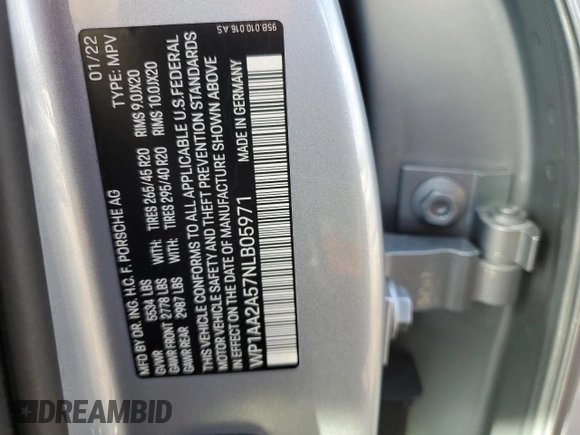 MFD BY DR. ING. H.C. F. PORSCHE AG 01/22
GVWR 5534 LBS TYPE: MPV
GAWR FRONT 2778 LBS WITH: TIRES 265/45 R20 RIMS 9.0JX20
GAWR REAR 2987 LBS WITH: TIRES 295/40 R20 RIMS 10.0JX20
THIS VEHICLE CONFORMS TO ALL APPLICABLE U.S.FEDERAL
MOTOR VEHICLE SAFETY AND THEFT PREVENTION STANDARDS
IN EFFECT ON THE DATE OF MANUFACTURE SHOWN ABOVE
WP1AA2A57NLB05971 MADE IN GERMANY
95B.010.016.AS
DREAMBID